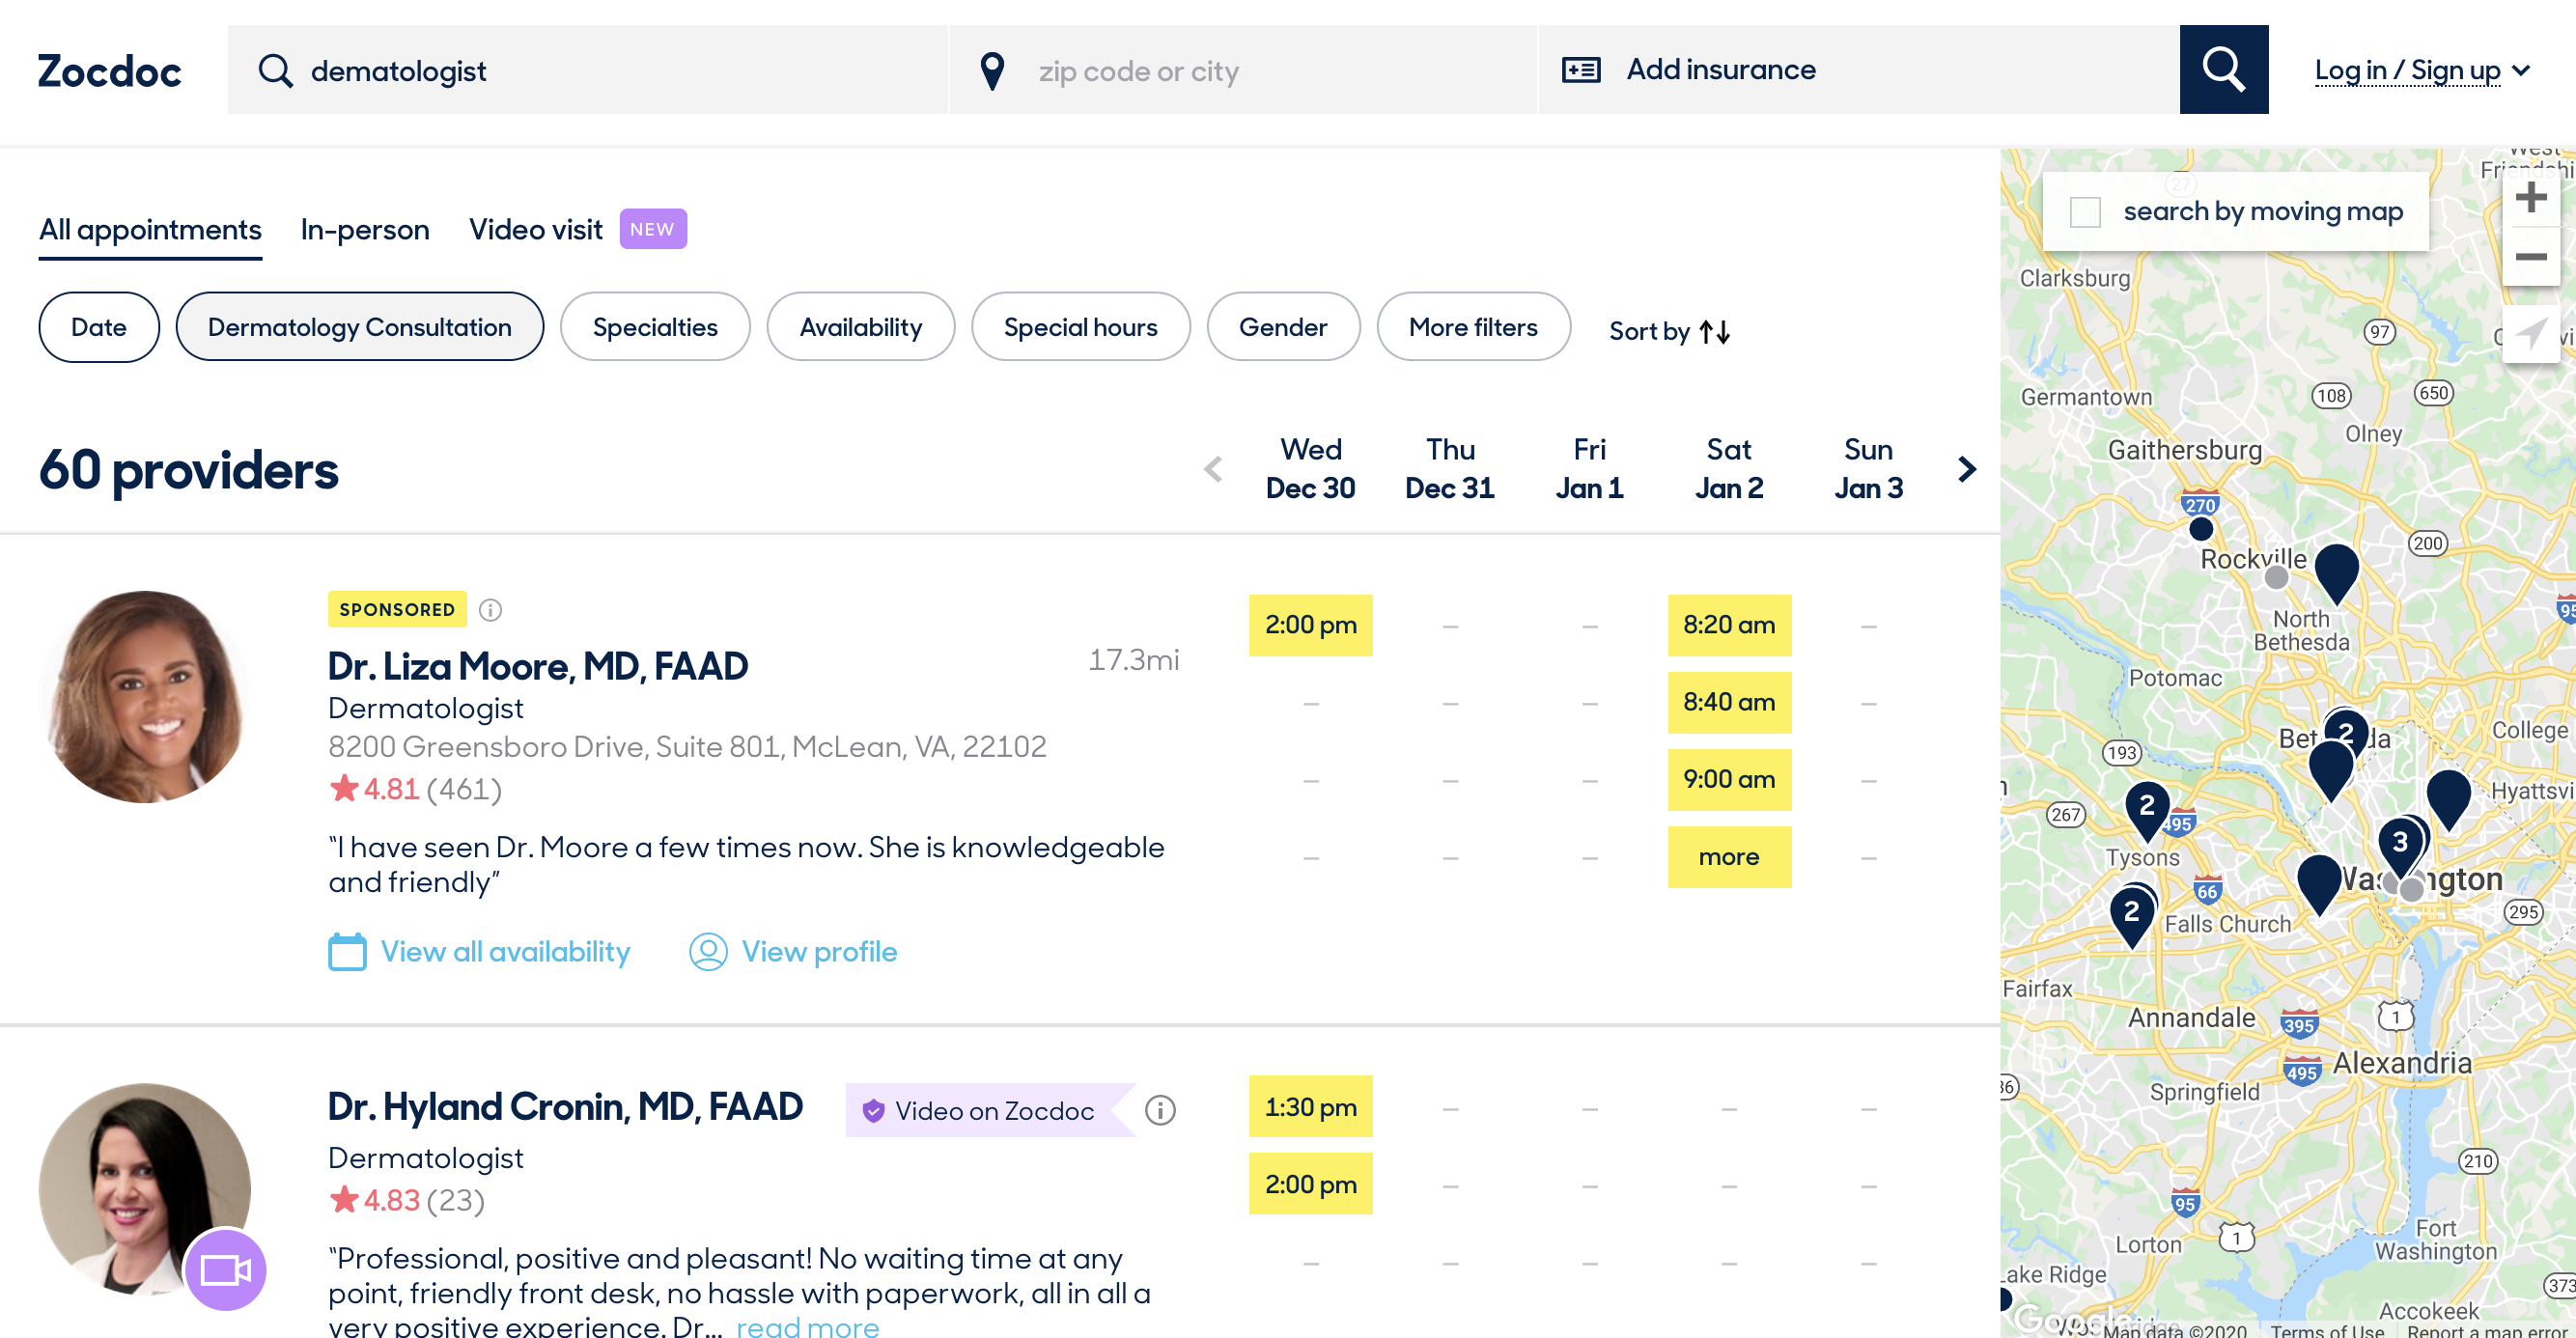 Zocdoc
dematologist
zip code or city
Add insurance
Log in / Sign up
All appointments
In-person
Video visit
NEW
Date
Dermatology Consultation
Specialties
Availability
Special hours
Gender
More filters
Sort by
60 providers
Wed
Dec 30
Thu
Dec 31
Fri
Jan 1
Sat
Jan 2
Sun
Jan 3
SPONSORED
Dr. Liza Moore, MD, FAAD
17.3mi
Dermatologist
8200 Greensboro Drive, Suite 801, McLean, VA, 22102
4.81 (461)
“I have seen Dr. Moore a few times now. She is knowledgeable
and friendly”
View all availability
View profile
2:00 pm
8:20 am
8:40 am
9:00 am
more
Dr. Hyland Cronin, MD, FAAD
Video on Zocdoc
Dermatologist
4.83 (23)
“Professional, positive and pleasant! No waiting time at any
point, friendly front desk, no hassle with paperwork, all in all a
very positive experience. Dr... read more
1:30 pm
2:00 pm
search by moving map
27
West
Clarksburg
97
Germantown
108
650
Olney
Gaithersburg
270
200
Rockville
95
North
Bethesda
Potomac
College
193
2
2
Hyattsvi
267
495
3
Tysons
66
2
295
Falls Church
Fairfax
Annandale
395
1
Alexandria
495
Springfield
210
95
1
Fort
Washington
Lorton
Lake Ridge
373
Accokeek
Google
Map data ©2020
Terms of Use
Report a map error